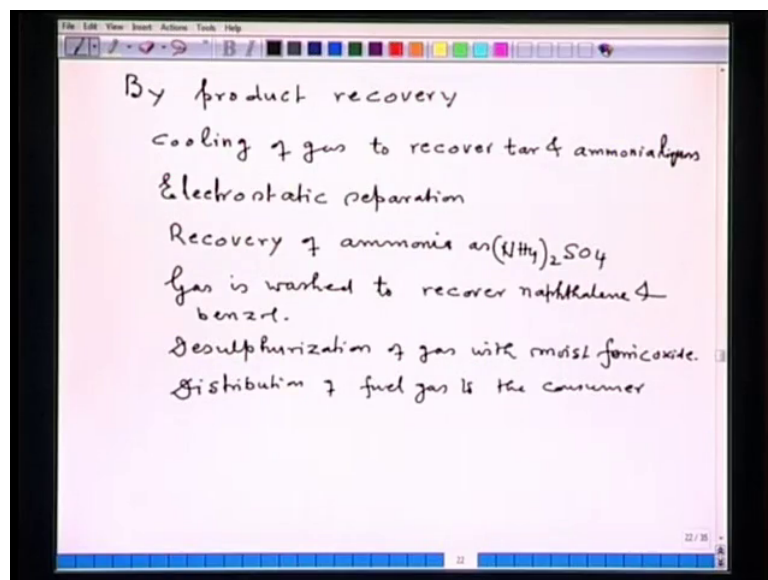 File Edit View Insert Actions Tools Help
By product recovery
Cooling of gas to recover tar & ammonia liquors
Electrostatic separation
Recovery of ammonia as (NH4)2SO4
Gas is washed to recover naphthalene &
benzol.
Desulphurization of gas with moist ferricoxide.
Distribution of fuel gas to the consumer
22 / 35
22